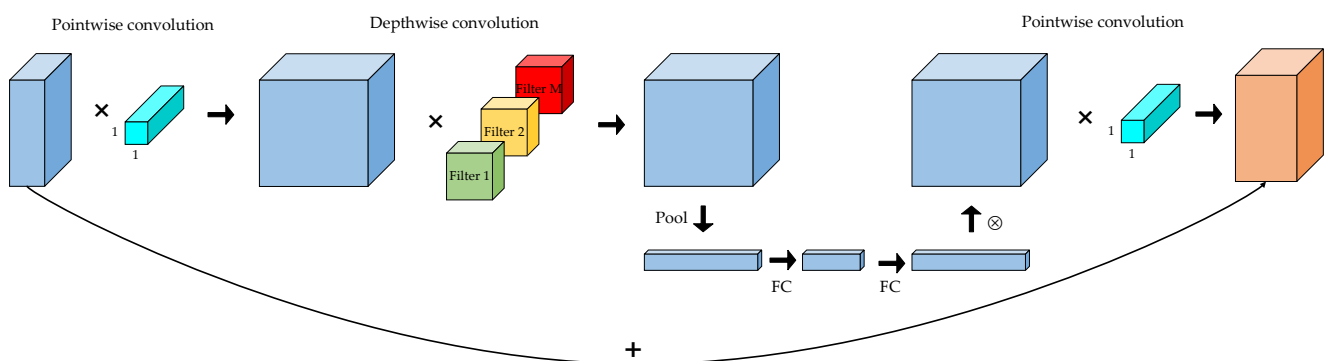 Pointwise convolution
Depthwise convolution
Pointwise convolution
×
1
1
×
Filter 1
Filter 2
Filter M
×
1
1
Pool
⊗
FC
FC
+